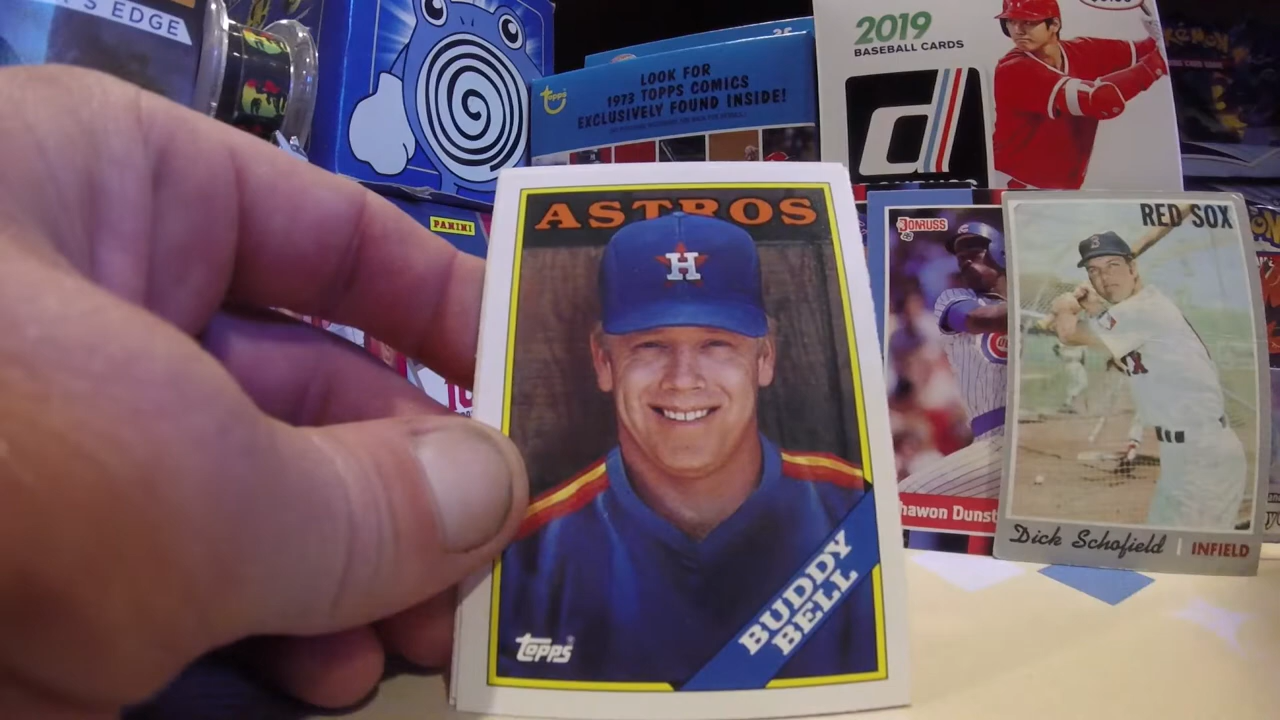 'S EDGE
topps
LOOK FOR
1973 TOPPS COMICS
EXCLUSIVELY FOUND INSIDE!
2019
BASEBALL CARDS
d
PANINI
ASTROS
H
BUDDY
BELL
topps
DONRUSS
hawon Dunst
RED SOX
B
Dick Schofield | INFIELD